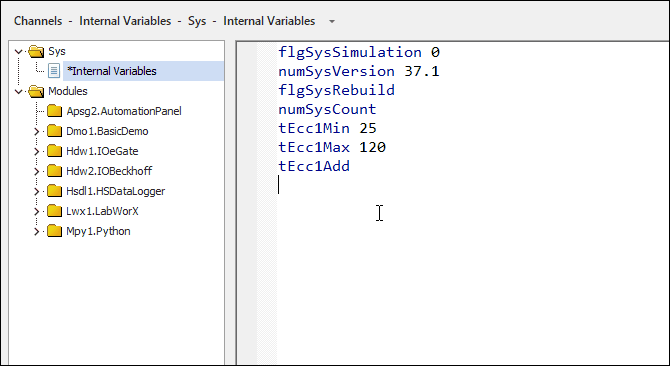 Channels - Internal Variables - Sys - Internal Variables
Sys
*Internal Variables
Modules
Apsg2.AutomationPanel
Dmo1.BasicDemo
Hdw1.IOeGate
Hdw2.IOBeckhoff
Hsdl1.HSDataLogger
Lwx1.LabWorX
Mpy1.Python
flgSysSimulation 0
numSysVersion 37.1
flgSysRebuild
numSysCount
tEcc1Min 25
tEcc1Max 120
tEcc1Add